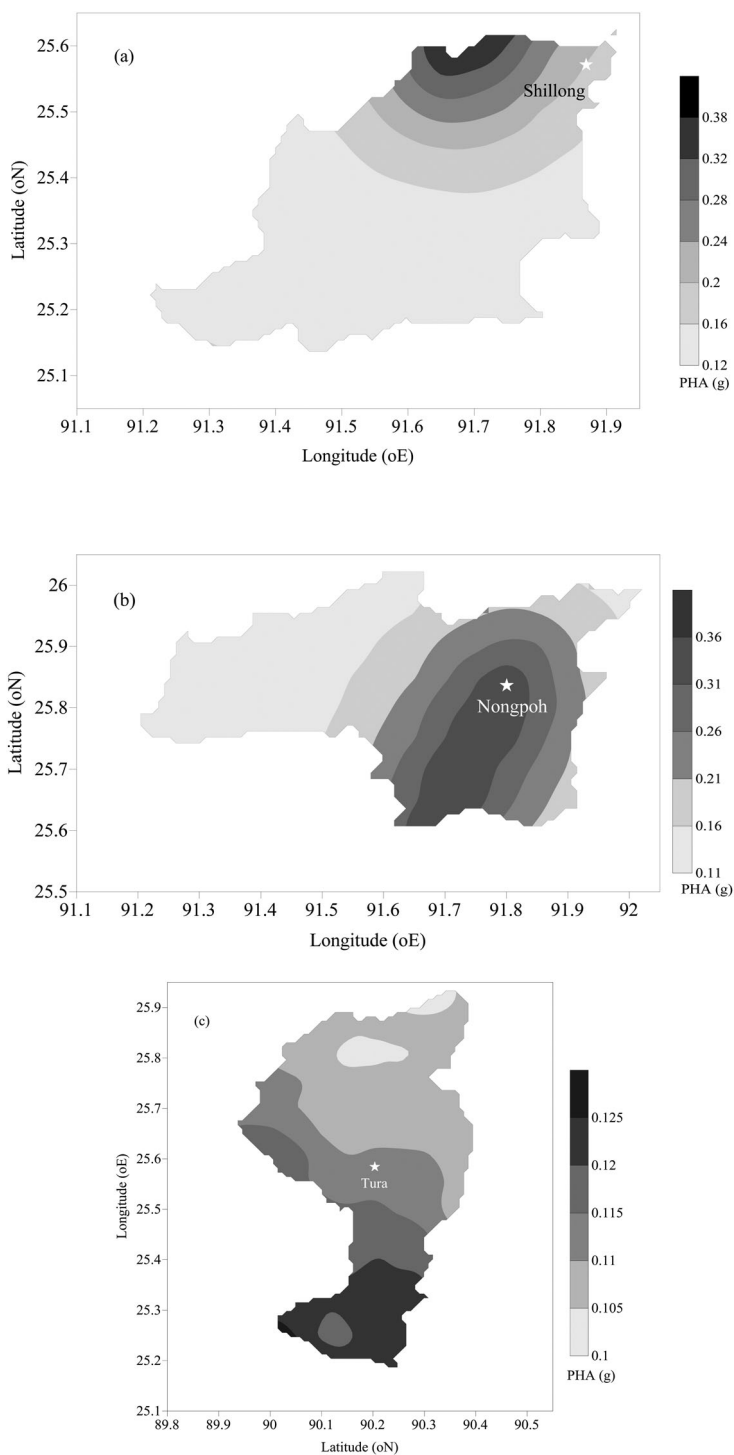 (a)
25.6
25.5
25.4
25.3
25.2
25.1
Latitude (oN)
Shillong
91.1 91.2 91.3 91.4 91.5 91.6 91.7 91.8 91.9
Longitude (oE)
0.38
0.32
0.28
0.24
0.2
0.16
0.12
PHA (g)
(b)
26
25.9
25.8
25.7
25.6
25.5
Latitude (oN)
Nongpoh
91.1 91.2 91.3 91.4 91.5 91.6 91.7 91.8 91.9 92
Longitude (oE)
0.36
0.31
0.26
0.21
0.16
0.11
PHA (g)
(c)
25.9
25.8
25.7
25.6
25.5
25.4
25.3
25.2
25.1
Longitude (oE)
Tura
89.8 89.9 90 90.1 90.2 90.3 90.4 90.5
Latitude (oN)
0.125
0.12
0.115
0.11
0.105
0.1
PHA (g)